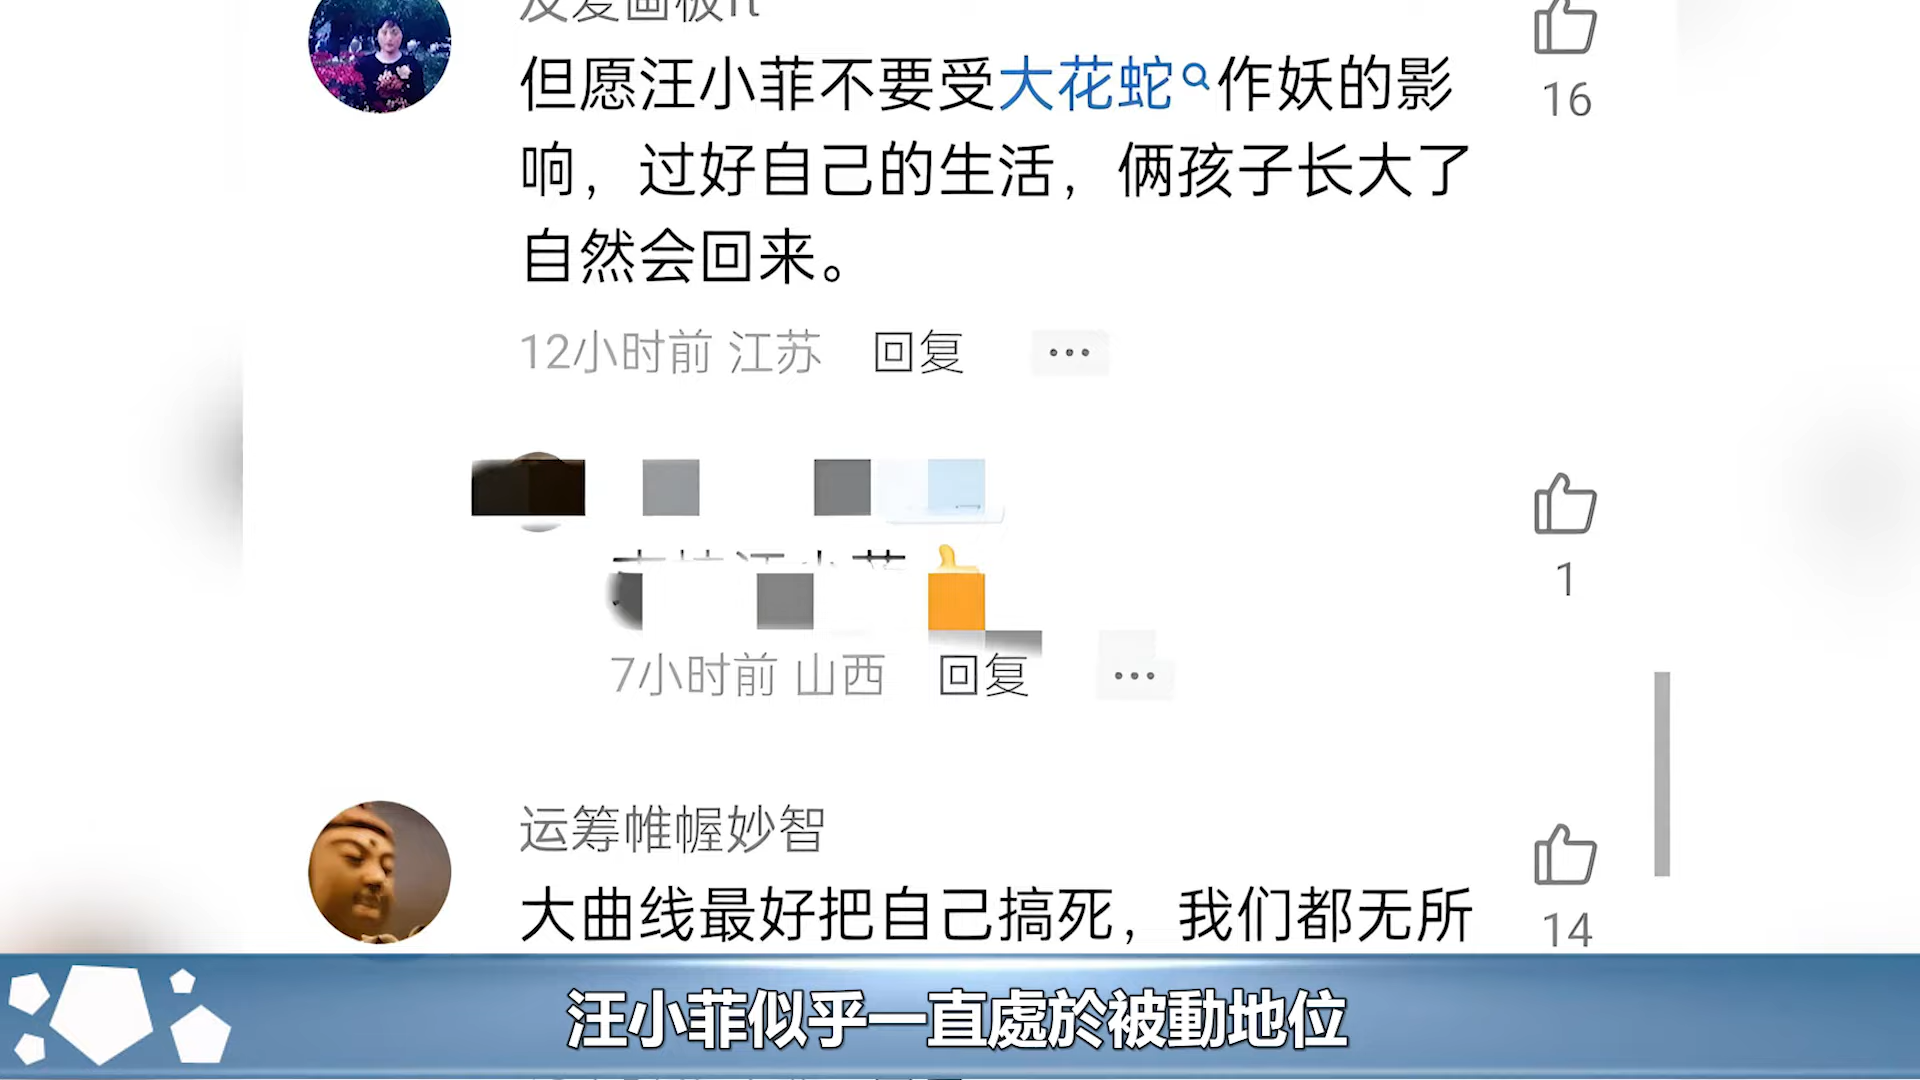 但愿汪小菲不要受大花蛇作妖的影
响，过好自己的生活，俩孩子长大了
自然会回来。
16
12小时前 江苏 回复
1
7小时前 山西 回复
运筹帷幄妙智
大曲线最好把自己搞死，我们都无所
14
汪小菲似乎一直處於被動地位